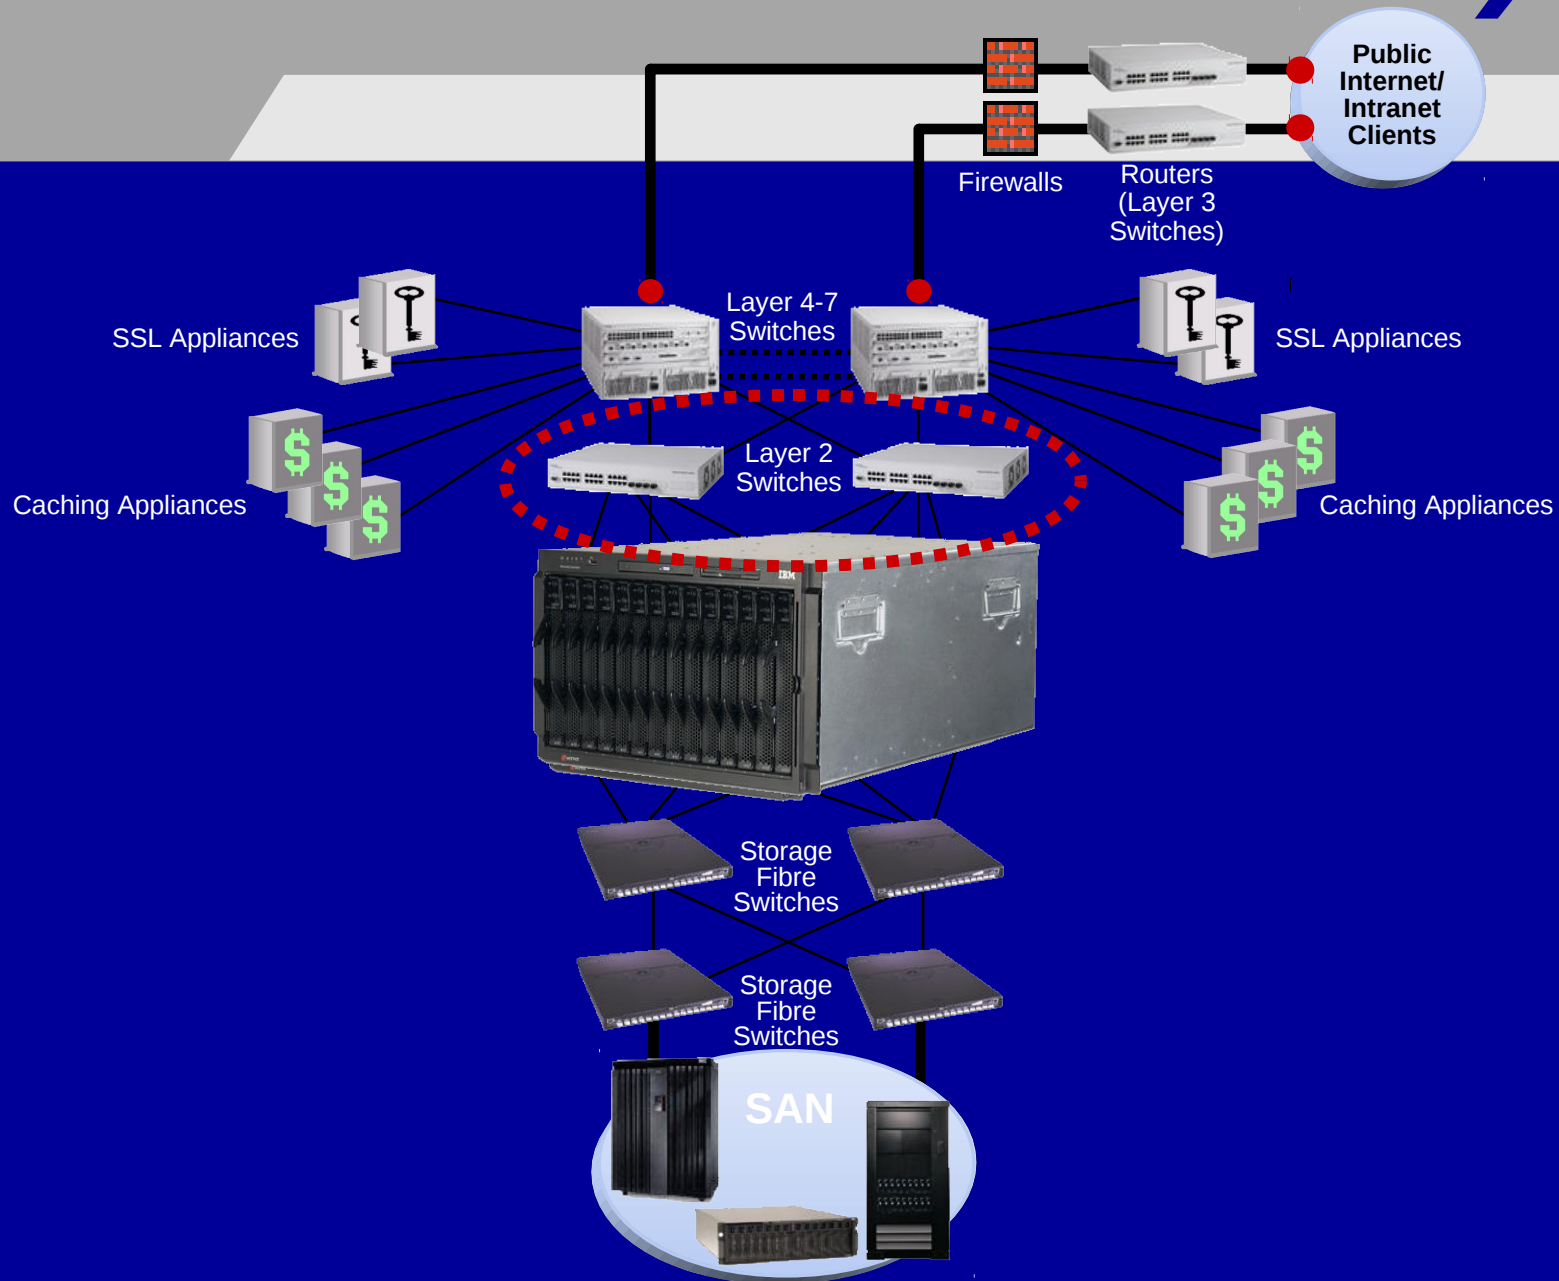 Public
Internet/
Intranet
Clients
Firewalls
Routers
(Layer 3
Switches)
Layer 4-7
Switches
SSL Appliances
SSL Appliances
Layer 2
Switches
Caching Appliances
Caching Appliances
IBM
Storage
Fibre
Switches
Storage
Fibre
Switches
SAN